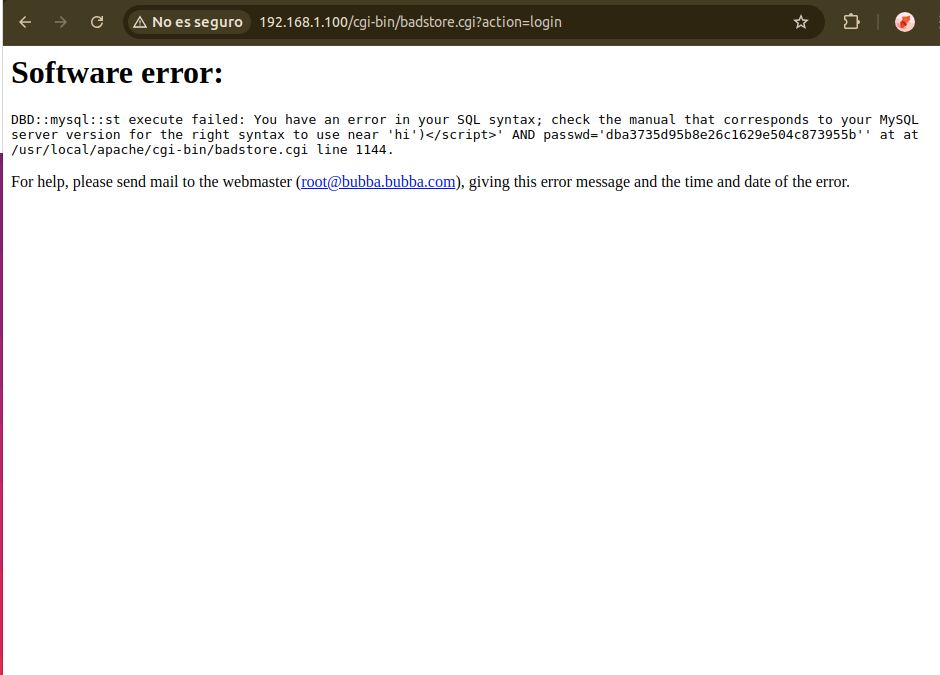 No es seguro 192.168.1.100/cgi-bin/badstore.cgi?action=login
Software error:
DBD::mysql::st execute failed: You have an error in your SQL syntax; check the manual that corresponds to your MySQL
server version for the right syntax to use near 'hi')</script>' AND passwd='dba3735d95b8e26c1629e504c873955b'' at at
/usr/local/apache/cgi-bin/badstore.cgi line 1144.
For help, please send mail to the webmaster (root@bubba.bubba.com), giving this error message and the time and date of the error.